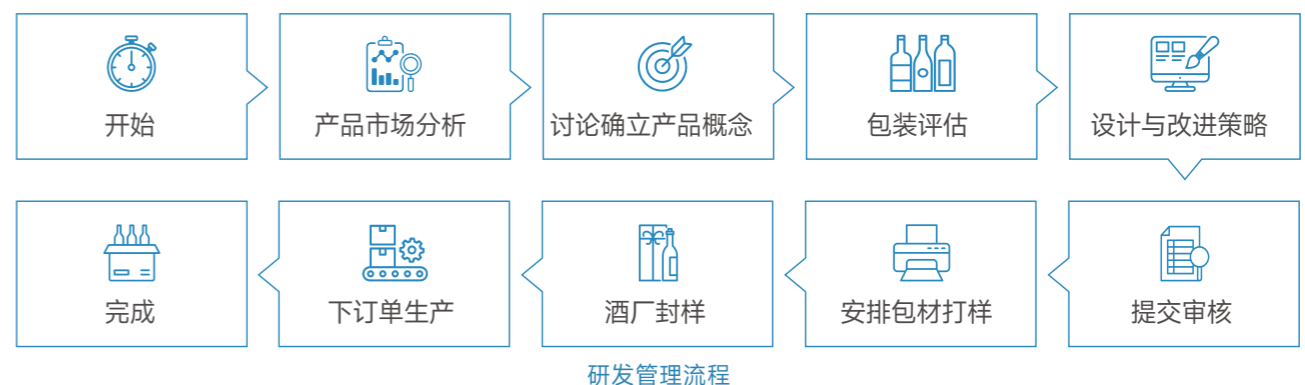 开始
产品市场分析
讨论确立产品概念
包装评估
设计与改进策略
完成
下订单生产
酒厂封样
安排包材打样
提交审核
研发管理流程